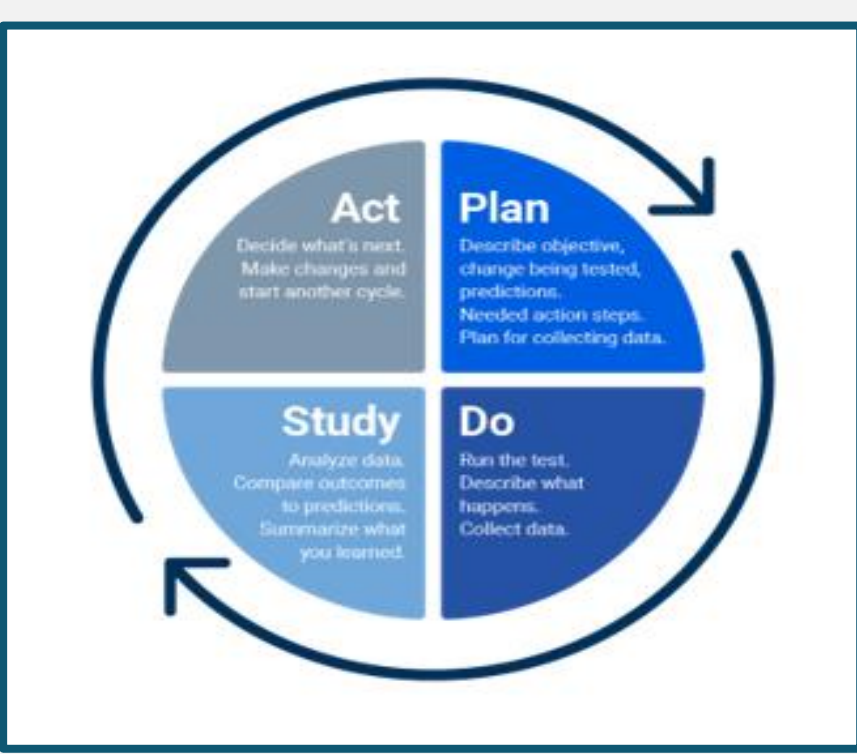 Act
Decide what's next.
Make changes and
start another cycle.
Plan
Describe objective,
change being tested,
predictions.
Needed action steps.
Plan for collecting data.
Study
Analyze data.
Compare outcomes
to predictions.
Summarize what
you learned.
Do
Run the test.
Describe what
happens.
Collect data.